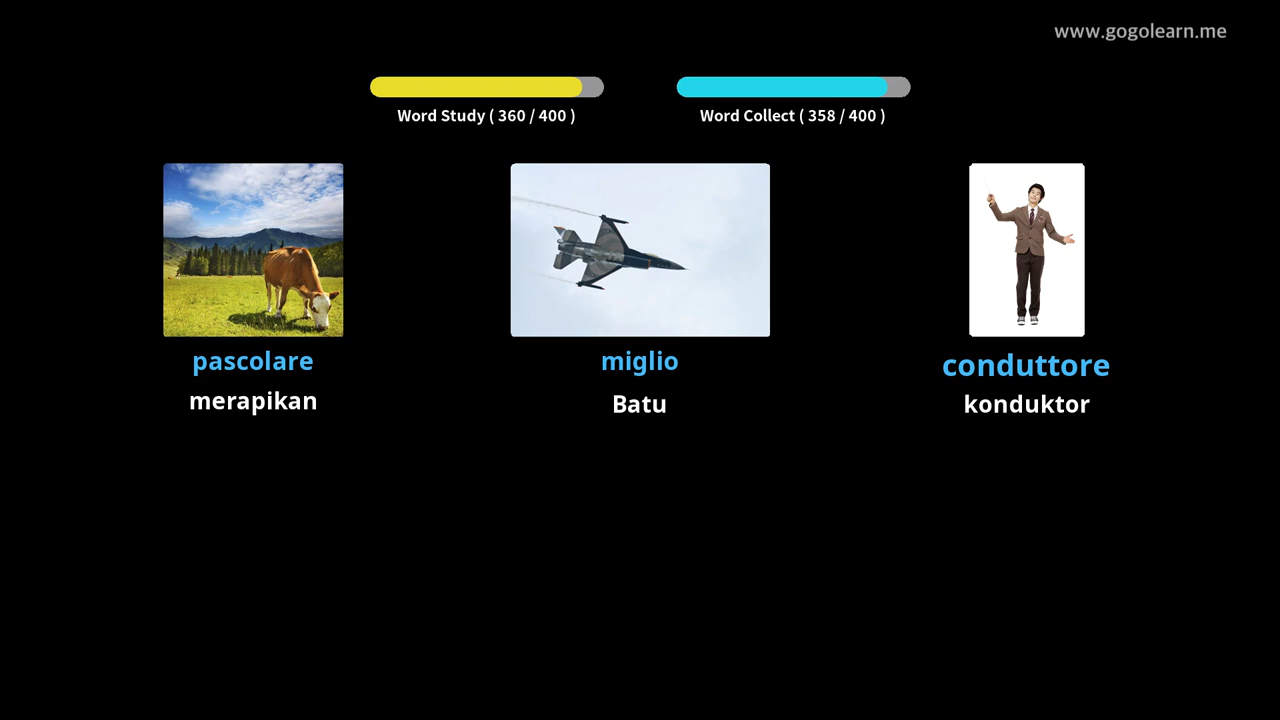 www.gogolearn.me
Word Study ( 360 / 400 )
Word Collect ( 358 / 400 )
pascolare
miglio
conduttore
merapikan
Batu
konduktor